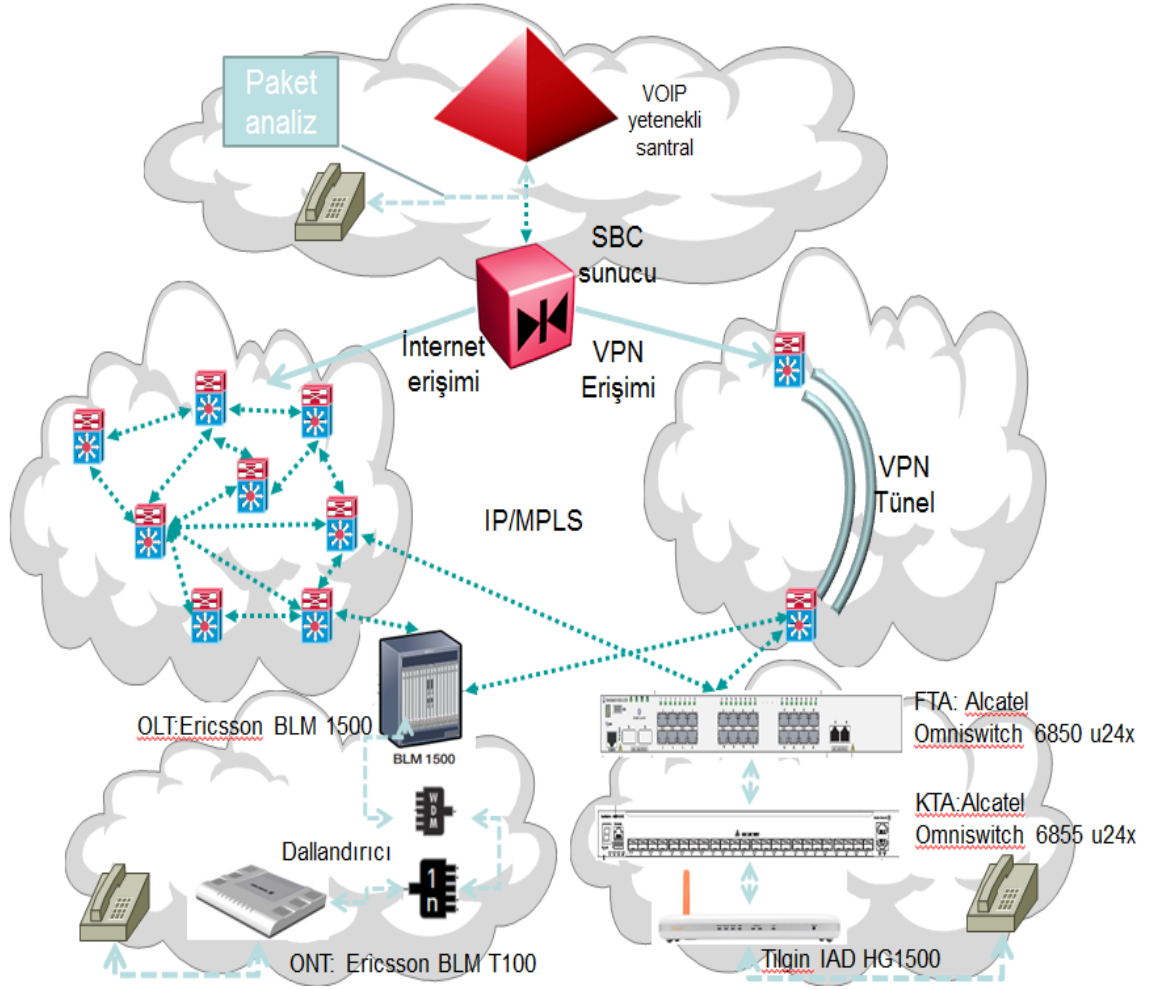 Paket
analiz
VOIP
yetenekli
santral
SBC
sunucu
İnternet
erişimi
VPN
Erişimi
VPN
Tünel
IP/MPLS
OLT:Ericsson BLM 1500
BLM 1500
FTA: Alcatel
Omniswitch 6850 u24x
WDM
KTA:Alcatel
Omniswitch 6855 u24x
Dallandırıcı
1
n
ONT: Ericsson BLM T100
Tilgin IAD HG1500